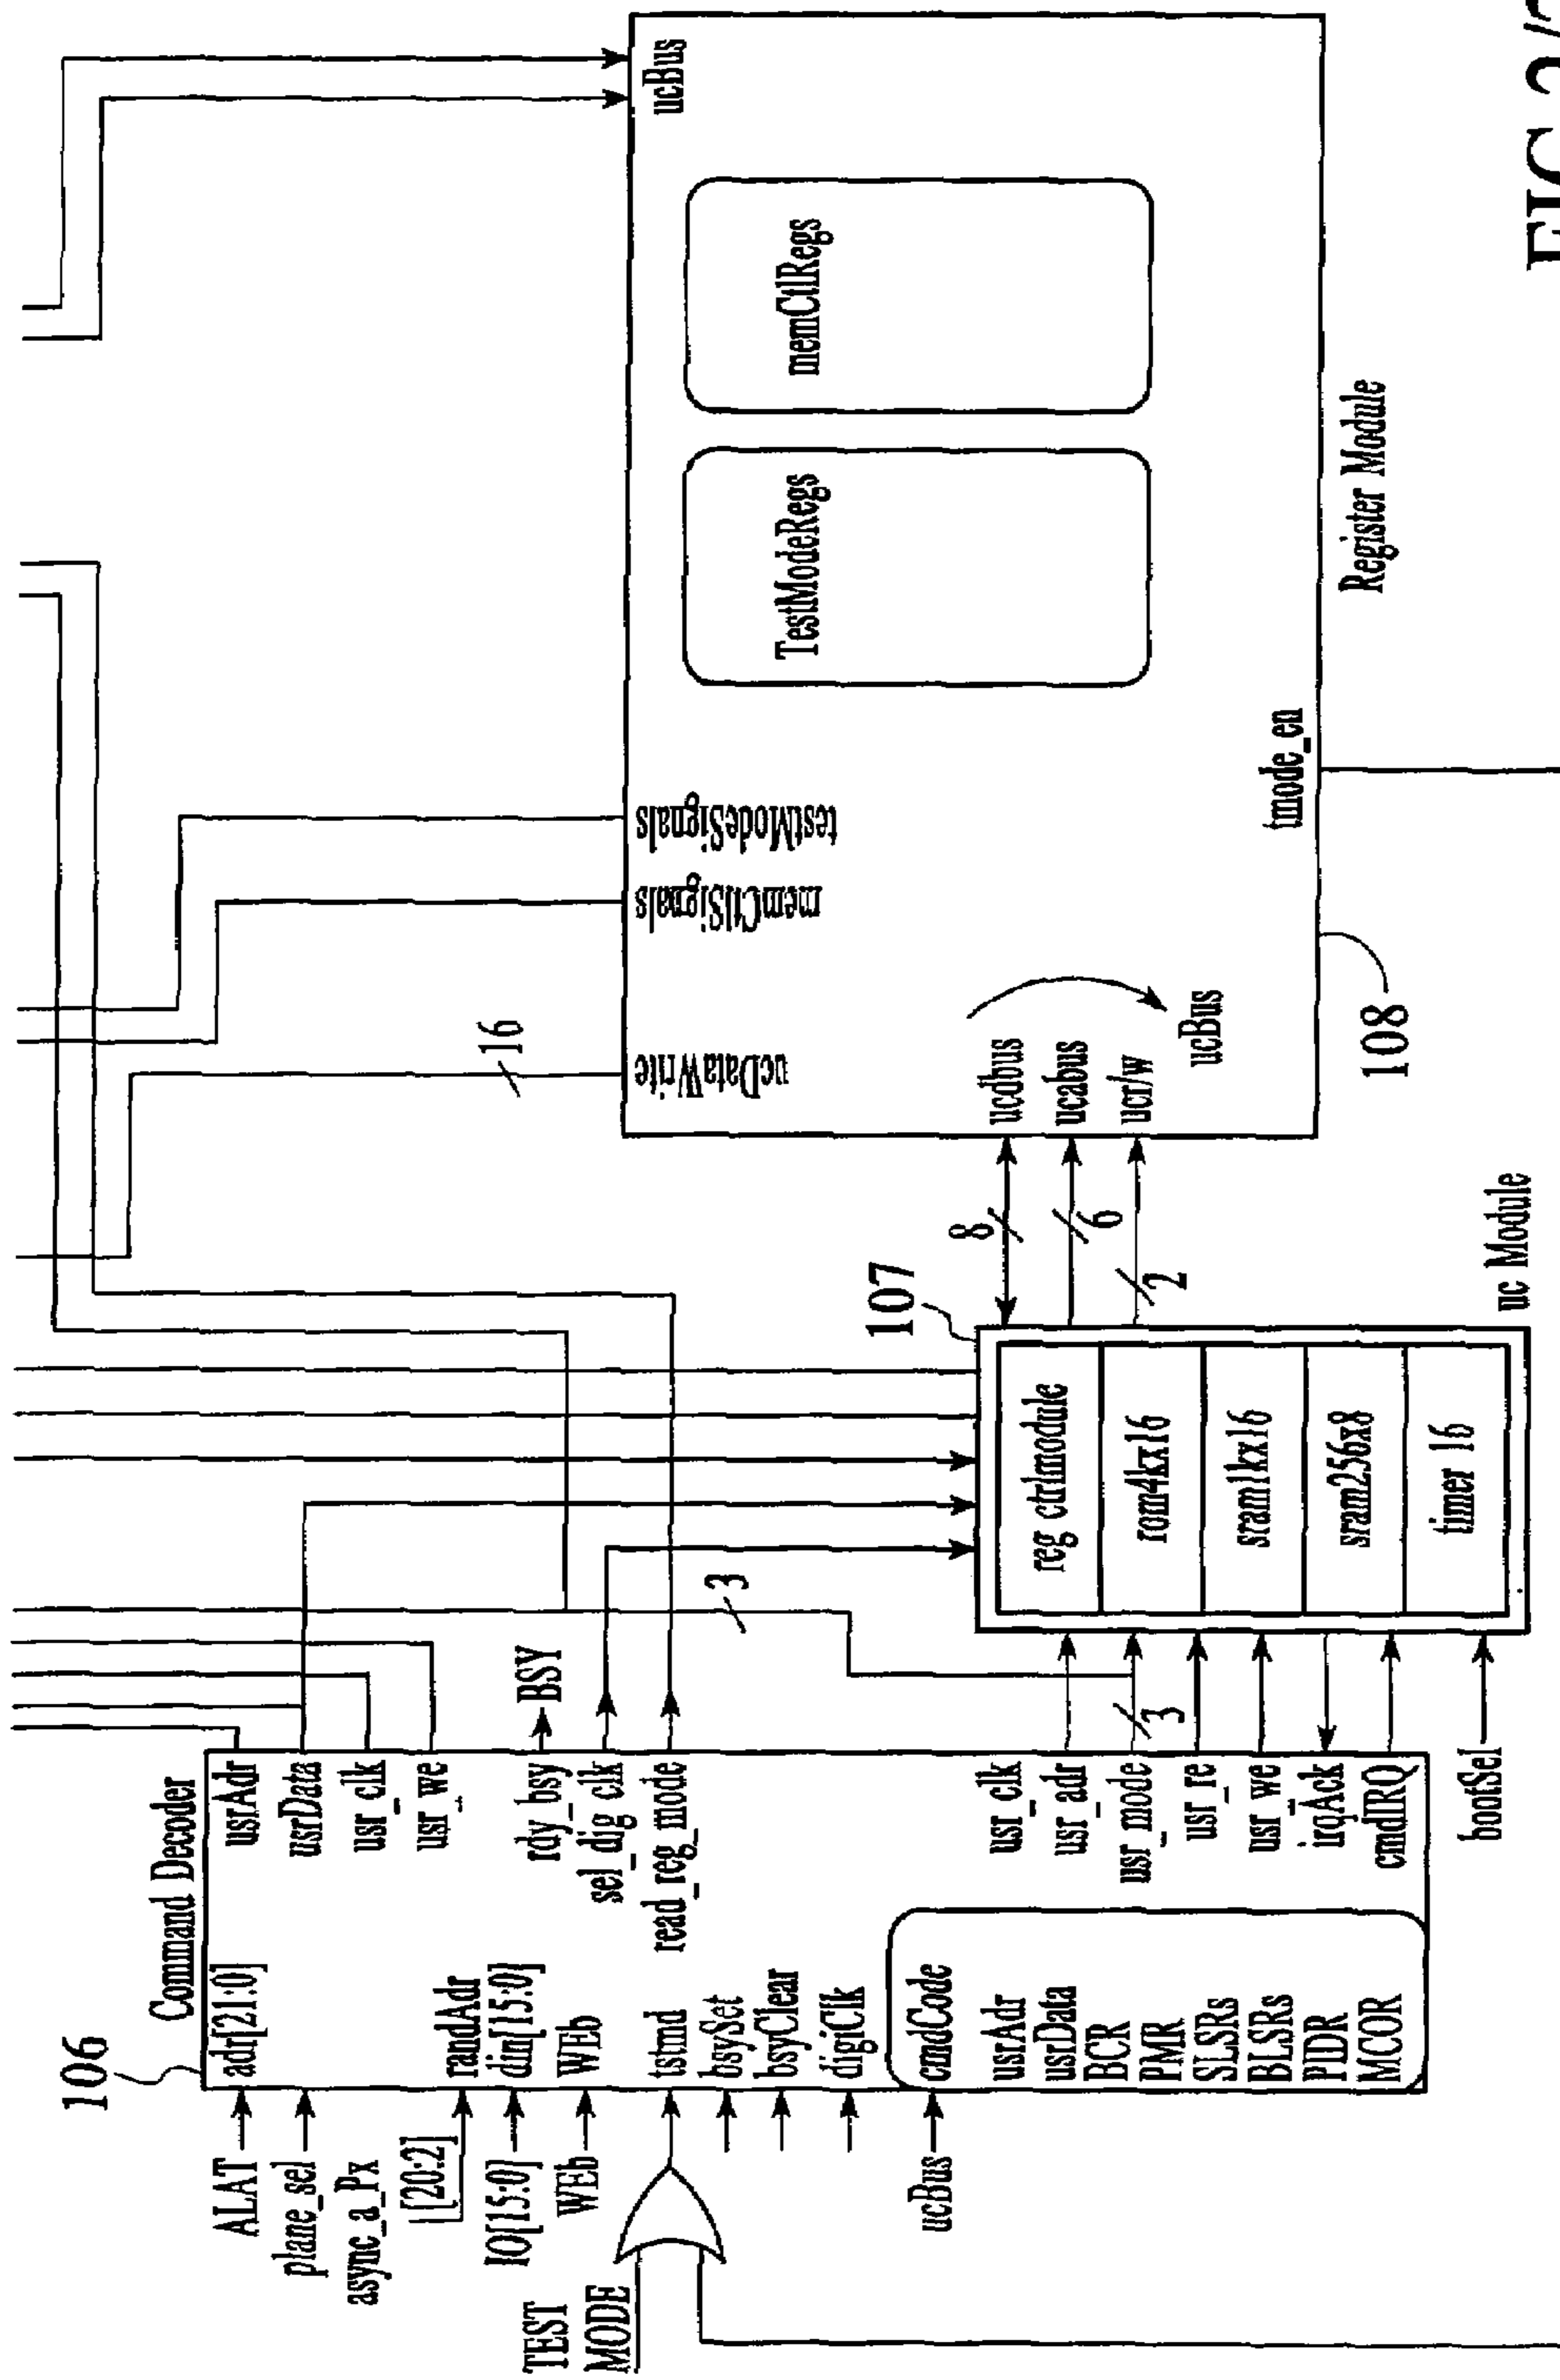 106
Command Decoder
ALAT
adr[21:0]
usrAdr
plane_sel
usrData
async_a_Px
usr_clk
[20:2]
randAdr
usr_we
IO[15:0]
din[15:0]
rdy_bsy
BSY
WEb
WEb
sel_dig_clk
TEST
MODE
tstmd
read_reg_mode
bsySet
bsyClear
digiClk
3
ucBus
cmdCode
usrAdr
usrData
BCR
PMR
SLSRs
BLSRs
PIDR
MCOR
usr_clk
usr_adr
usr_mode
usr_re
usr_we
irqAck
cmdIRQ
bootSel
3
107
reg ctrlmodule
rom4kx16
sram1kx16
sram256x8
timer 16
uc Module
8
6
2
16
ucDataWrite
memCtlSignals
testModeSignals
ucBus
ucdbus
ucabus
ucr/w
ucBus
TestModeRegs
memCtlRegs
tmode_en
108
Register Module